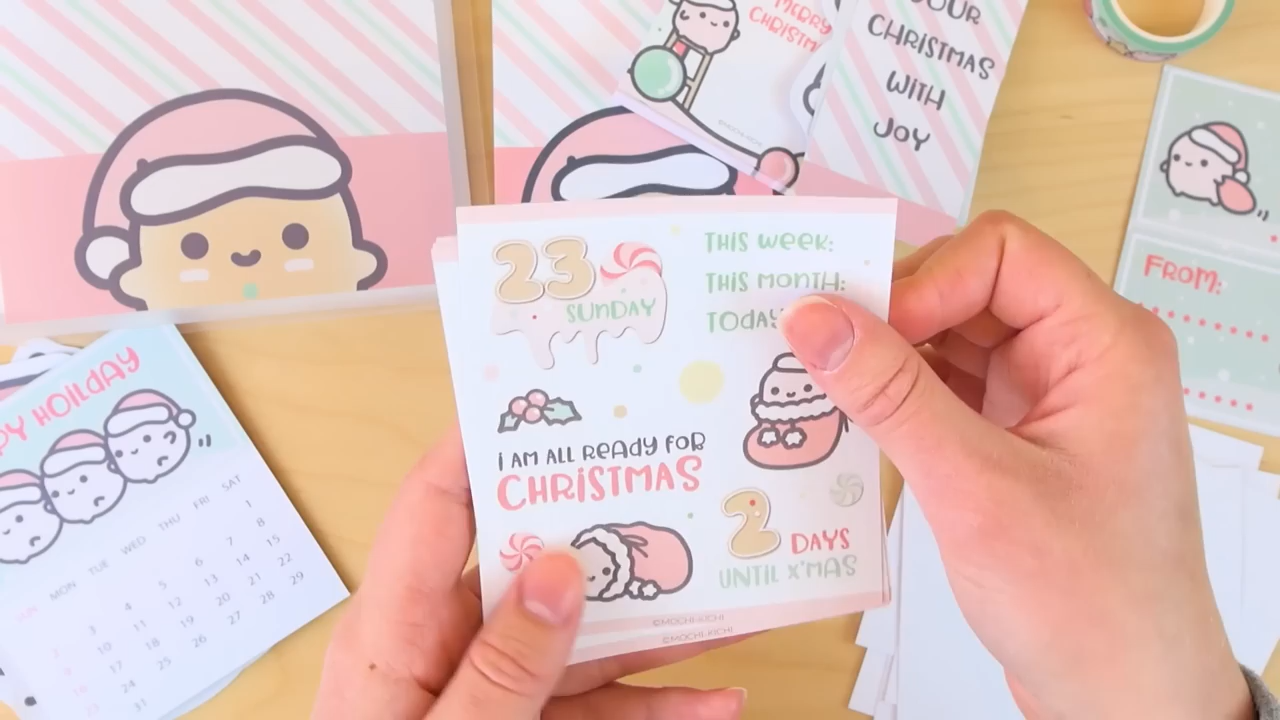 MERRY
CHRISTM
OUR
CHRISTMAS
WITH
JOY
23
SUNDAY
THIS WEEK:
THIS MONTH:
TODAY
I AM ALL READY FOR
CHRISTMAS
2 DAYS
UNTIL X'MAS
©MOCHI-KICHI
©MOCHI-KICHI
FROM:
PY HOLIDAY
SUN MON TUE WED THU FRI SAT
1
3 4 5 6 7 8
10 11 12 13 14 15
17 18 19 20 21 22
24 25 26 27 28 29
31